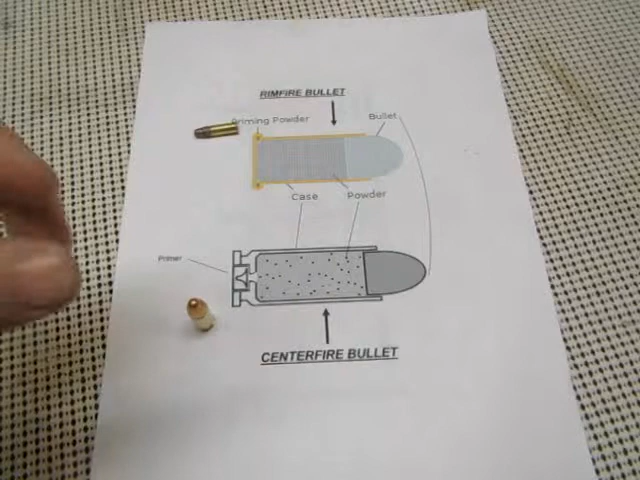 RIMFIRE BULLET
Priming Powder
Bullet
Case
Powder
Primer
CENTERFIRE BULLET